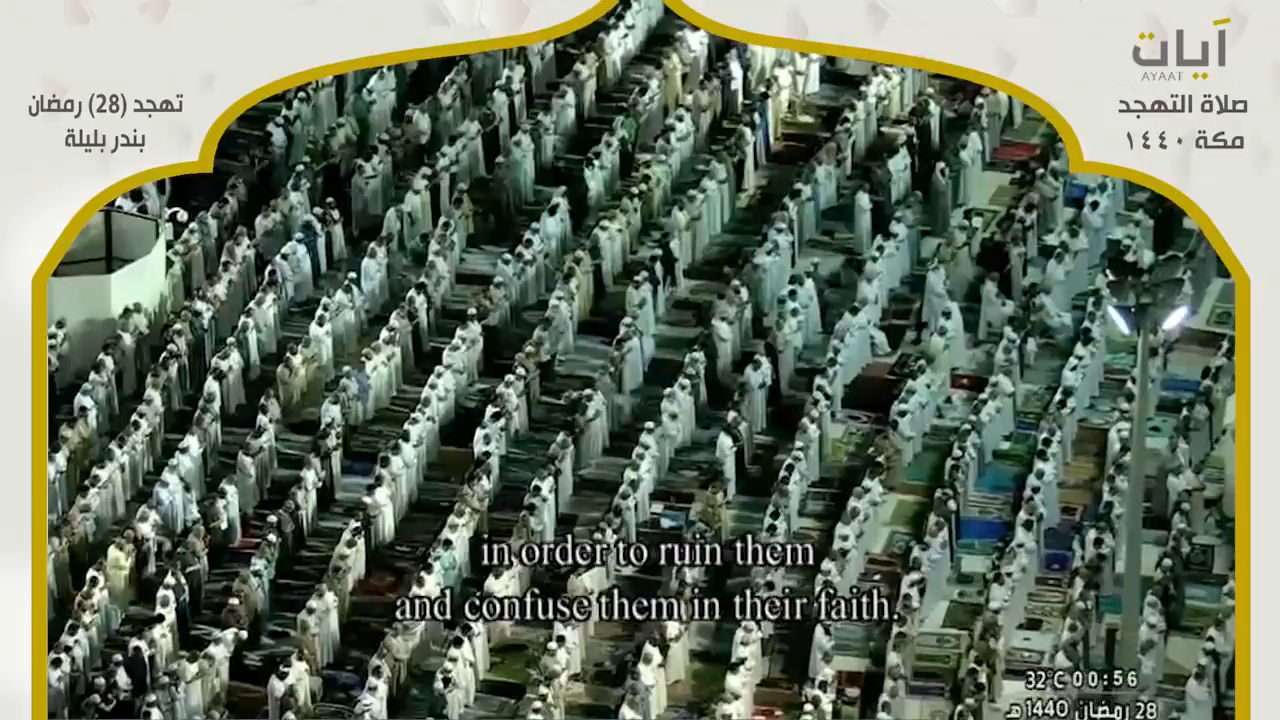 آيات
AYAAT
صلاة التهجد
مكة ١٤٤٠
تهجد (28) رمضان
بندر بليلة
in order to ruin them
and confuse them in their faith.
32°C 00:56
28 رمضان 1440هـ